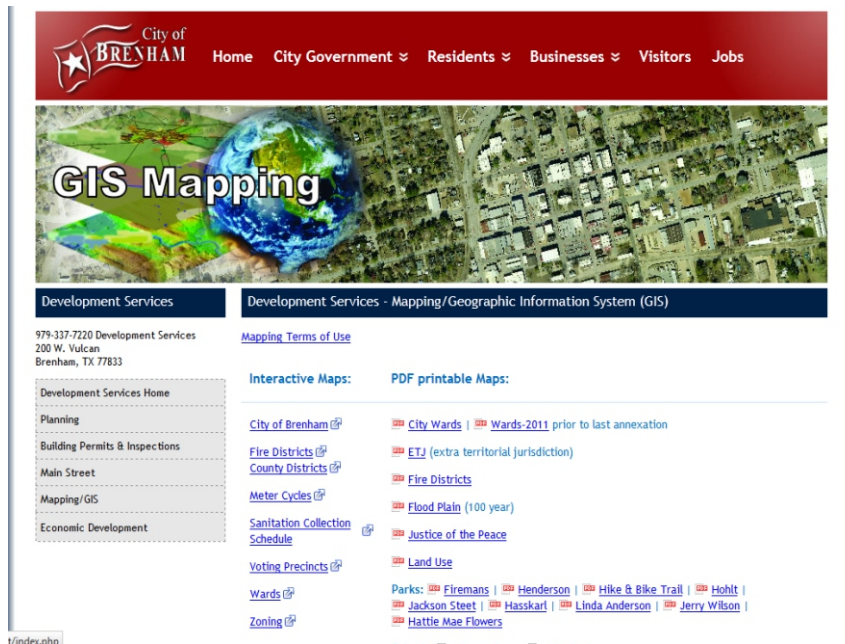 City of
BRENHAM
Home City Government Residents Businesses Visitors Jobs
GIS Mapping
Development Services
979-337-7220 Development Services
200 W. Vulcan
Brenham, TX 77833
Development Services Home
Planning
Building Permits & Inspections
Main Street
Mapping/GIS
Economic Development
Development Services - Mapping/Geographic Information System (GIS)
Mapping Terms of Use
Interactive Maps:
City of Brenham
Fire Districts
County Districts
Meter Cycles
Sanitation Collection
Schedule
Voting Precincts
Wards
Zoning
PDF printable Maps:
City Wards | Wards-2011 prior to last annexation
ETJ (extra territorial jurisdiction)
Fire Districts
Flood Plain (100 year)
Justice of the Peace
Land Use
Parks: Firemans | Henderson | Hike & Bike Trail | Hohlt |
Jackson Steet | Hasskarl | Linda Anderson | Jerry Wilson |
Hattie Mae Flowers
t/index.php